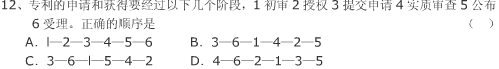 12、专利的申请和获得要经过以下几个阶段，1 初审 2 授权 3 提交申请 4 实质审查 5 公布
6 受理。正确的顺序是 （ ）
A．l—2—3—4—5—6 B．3—6—1—4—2—5
C．3—6—l—5—4—2 D．4—6—2—1—3—5